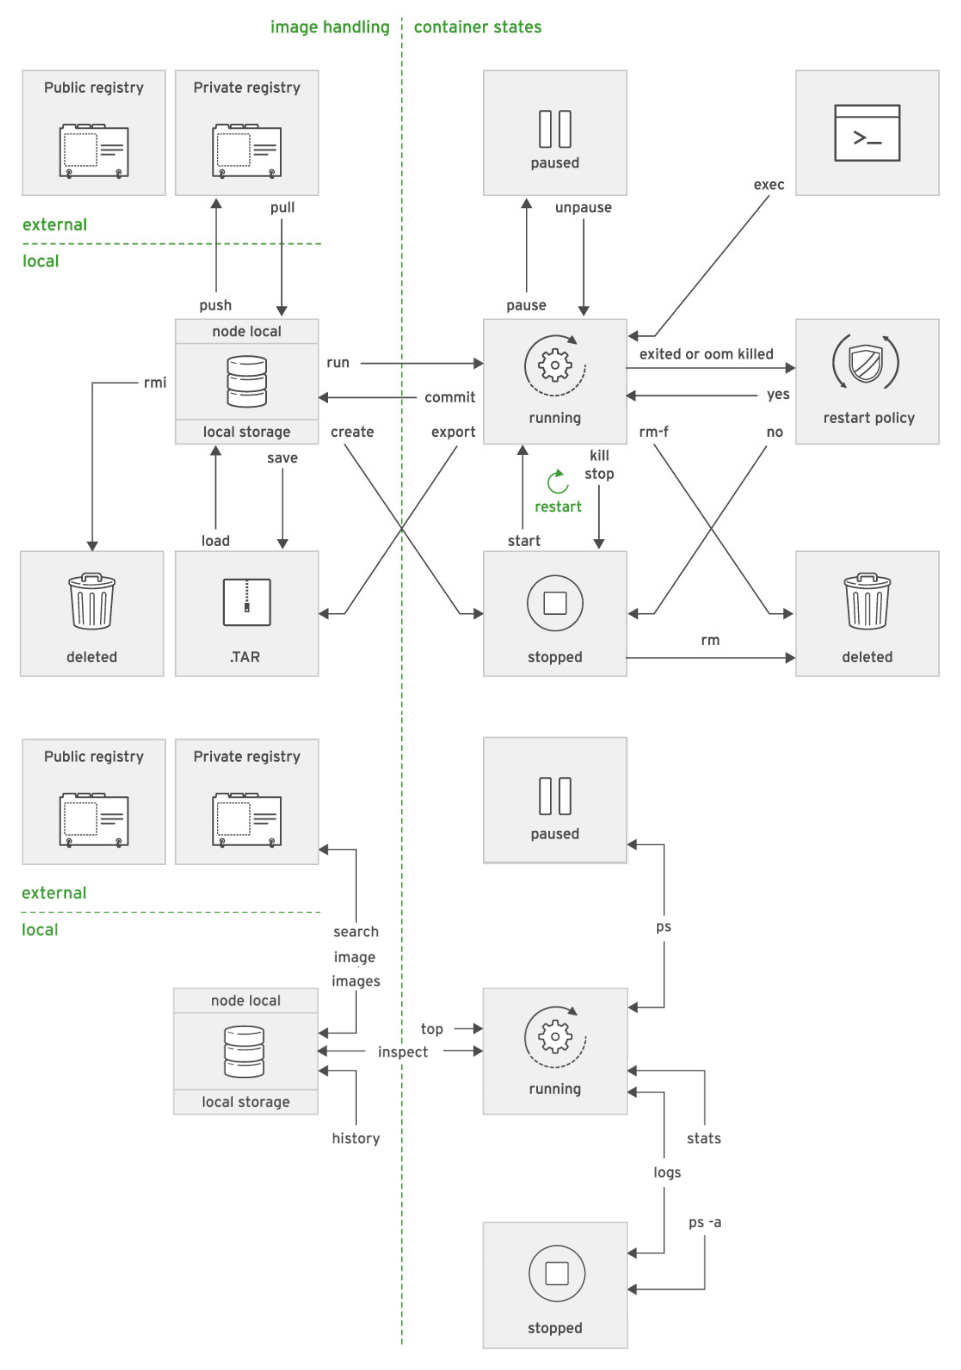 image handling
container states
Public registry
Private registry
paused
>_
exec
external
local
pull
unpause
push
pause
node local
local storage
run
commit
create
export
rmi
save
load
running
exited or oom killed
yes
restart policy
rm-f
no
kill
stop
restart
start
deleted
.TAR
stopped
rm
deleted
Public registry
Private registry
paused
external
local
search
image
images
ps
node local
local storage
top
inspect
history
running
stats
logs
ps -a
stopped